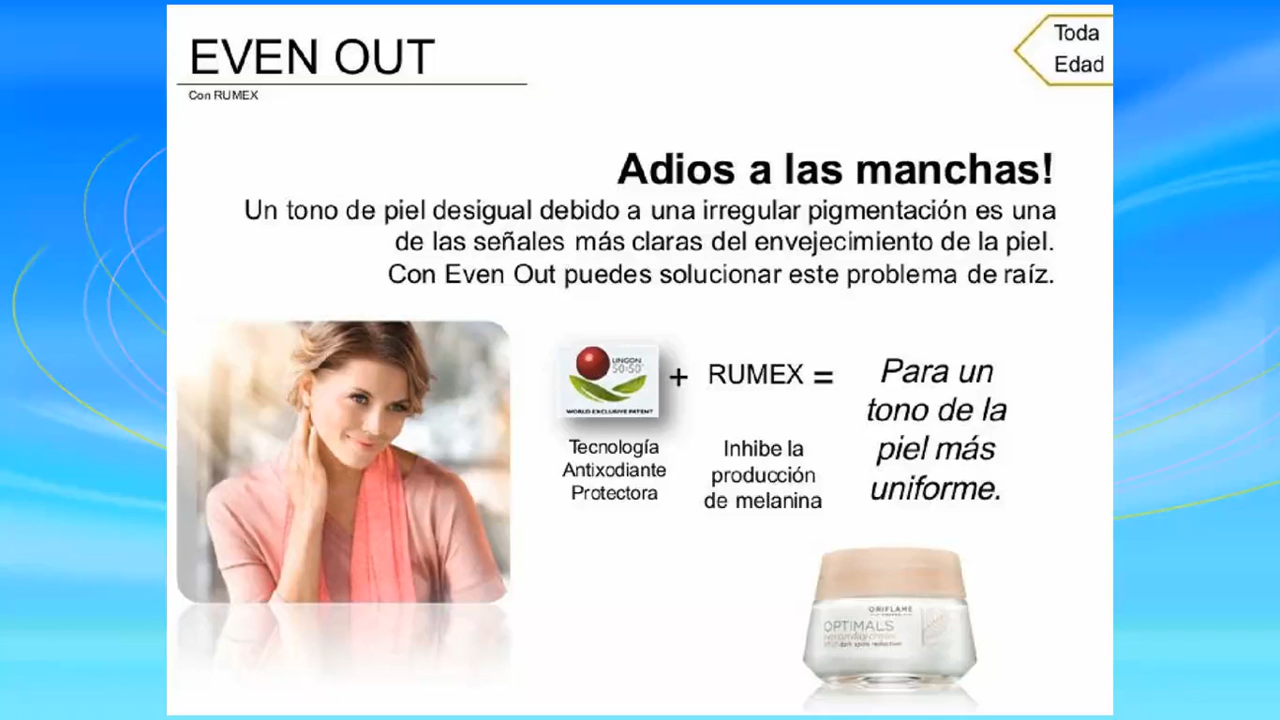 EVEN OUT
Con RUMEX
Toda
Edad
Adios a las manchas!
Un tono de piel desigual debido a una irregular pigmentación es una
de las señales más claras del envejecimiento de la piel.
Con Even Out puedes solucionar este problema de raíz.
LINGON
50:50
WORLD EXCLUSIVE PATENT
+
RUMEX =
Tecnología
Antixodiante
Protectora
Inhibe la
producción
de melanina
Para un
tono de la
piel más
uniforme.
ORIFLAME
OPTIMALS
dark spots reduction